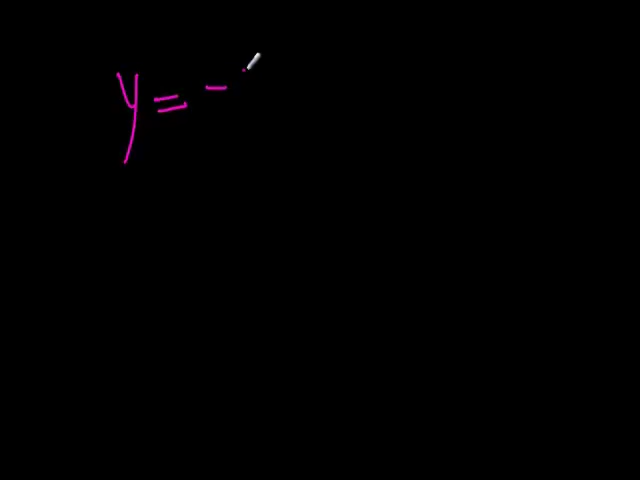 y = -